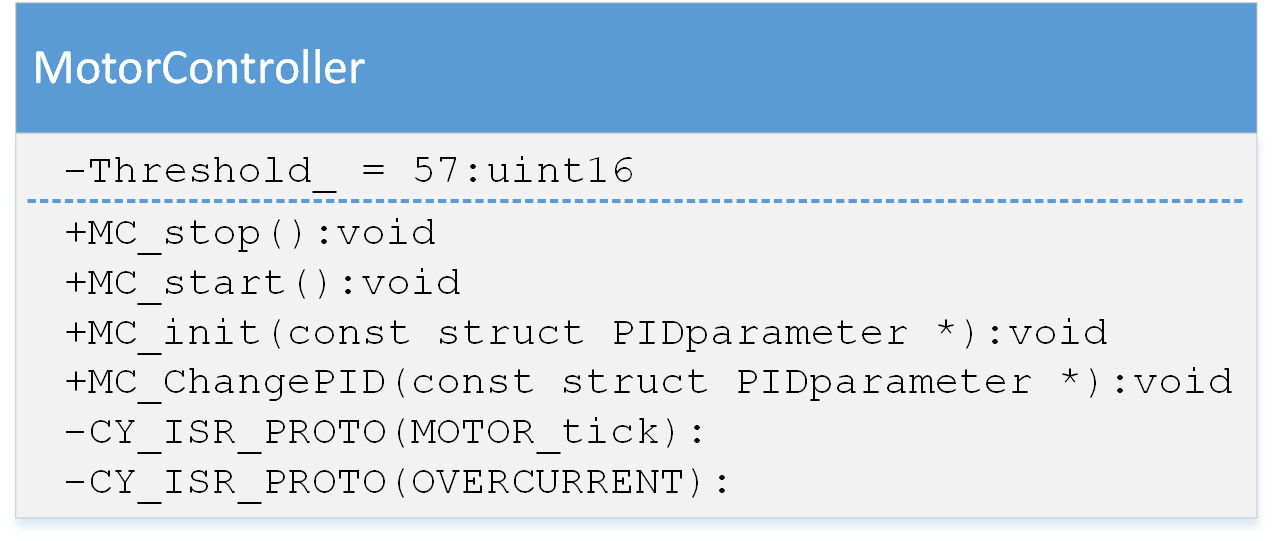 MotorController
-Threshold_ = 57:uint16
+MC_stop():void
+MC_start():void
+MC_init(const struct PIDparameter *):void
+MC_ChangePID(const struct PIDparameter *):void
-CY_ISR_PROTO(MOTOR_tick):
-CY_ISR_PROTO(OVERCURRENT):